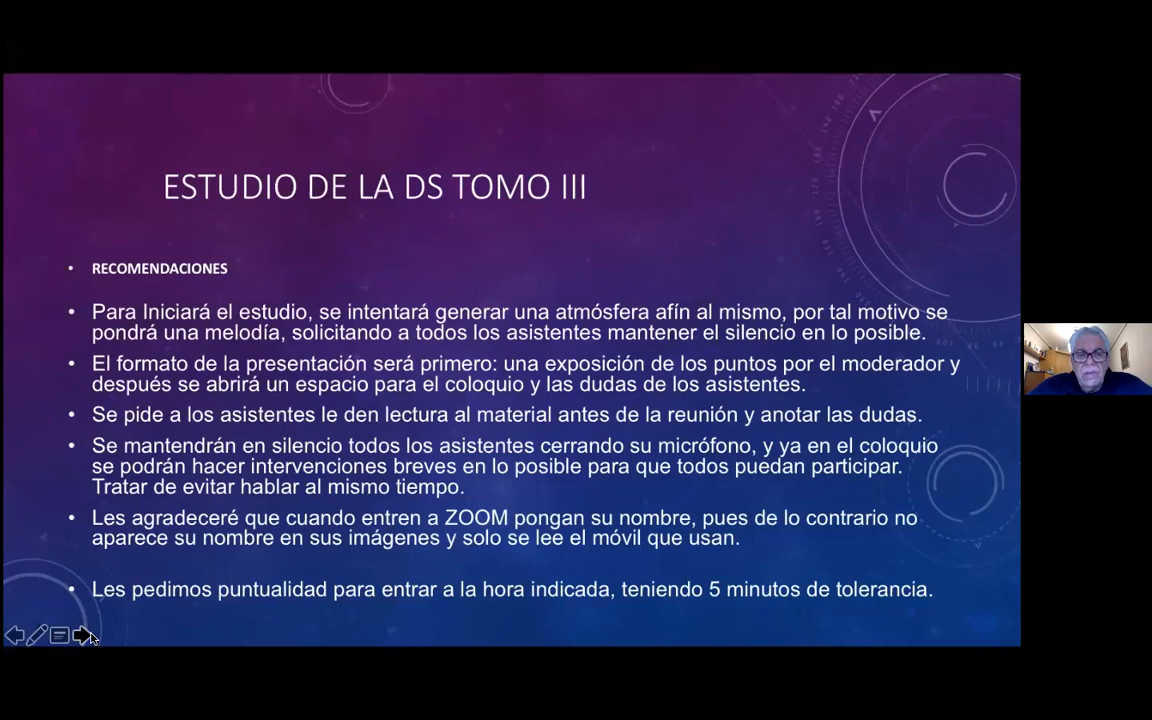 ESTUDIO DE LA DS TOMO III
• RECOMENDACIONES
• Para Iniciará el estudio, se intentará generar una atmósfera afín al mismo, por tal motivo se
pondrá una melodía, solicitando a todos los asistentes mantener el silencio en lo posible.
• El formato de la presentación será primero: una exposición de los puntos por el moderador y
después se abrirá un espacio para el coloquio y las dudas de los asistentes.
• Se pide a los asistentes le den lectura al material antes de la reunión y anotar las dudas.
• Se mantendrán en silencio todos los asistentes cerrando su micrófono, y ya en el coloquio
se podrán hacer intervenciones breves en lo posible para que todos puedan participar.
Tratar de evitar hablar al mismo tiempo.
• Les agradeceré que cuando entren a ZOOM pongan su nombre, pues de lo contrario no
aparece su nombre en sus imágenes y solo se lee el móvil que usan.
• Les pedimos puntualidad para entrar a la hora indicada, teniendo 5 minutos de tolerancia.